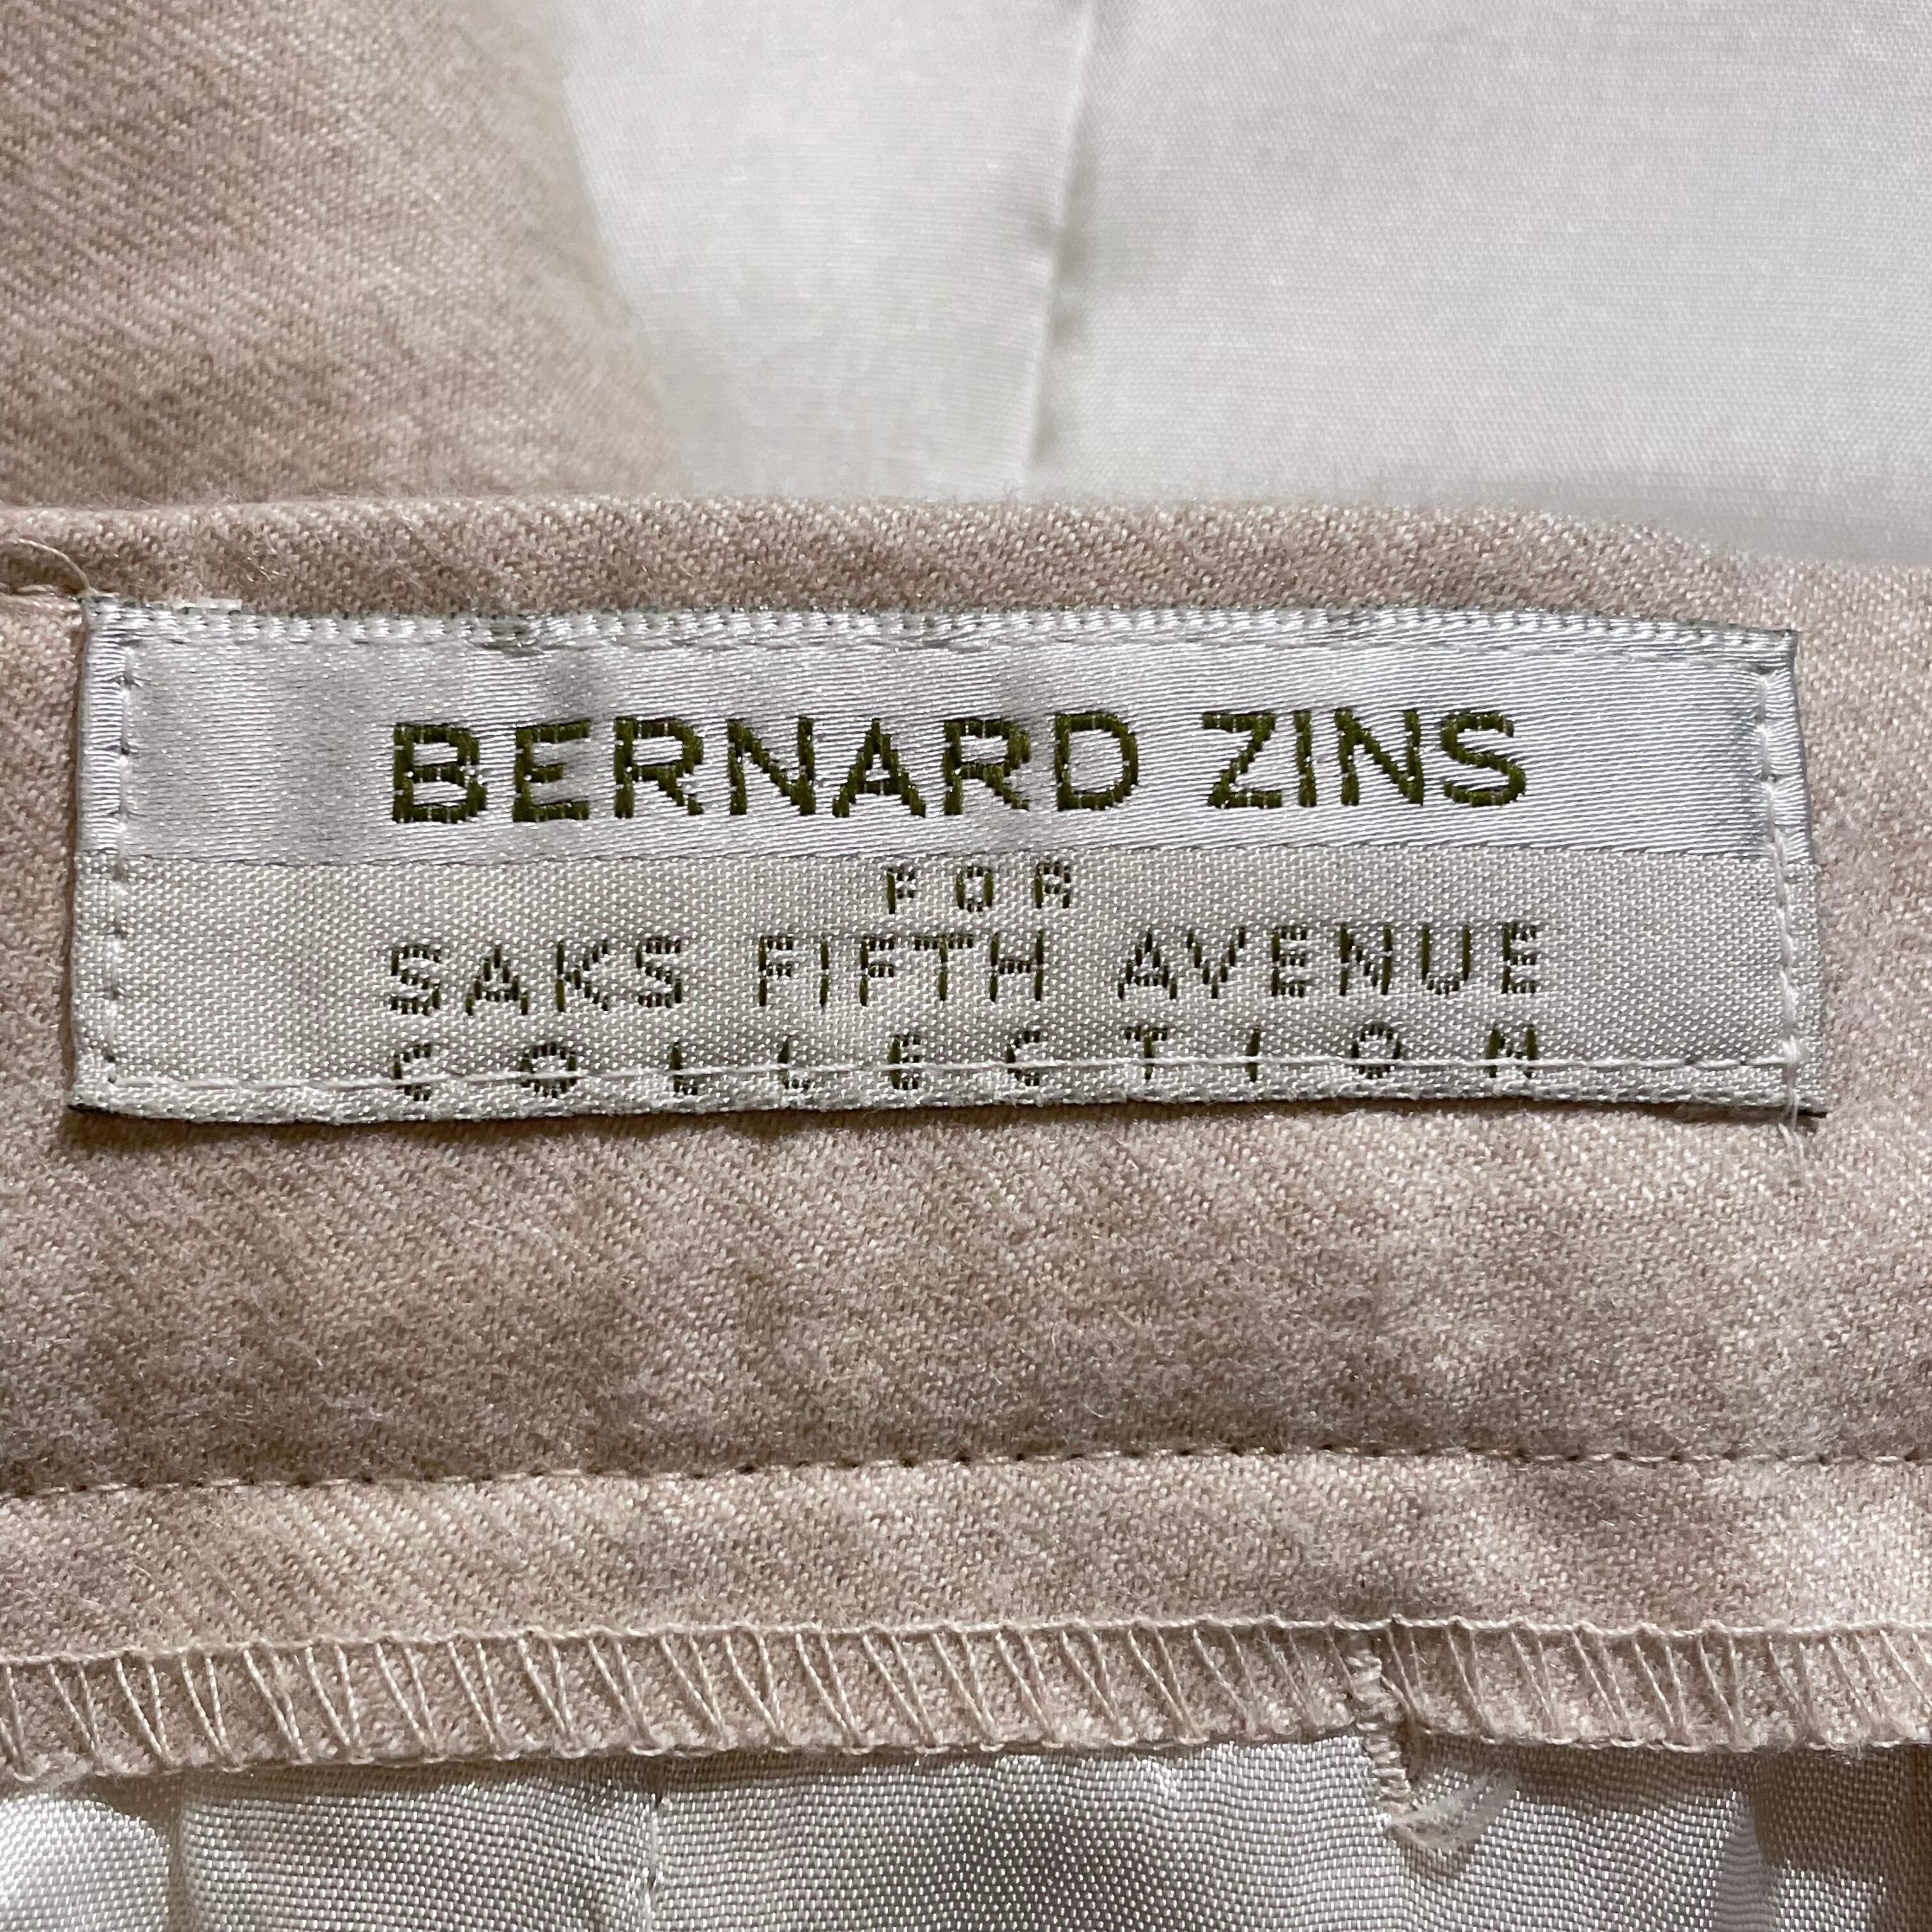 BERNARD ZINS
FOR
SAKS FIFTH AVENUE
COLLECTION